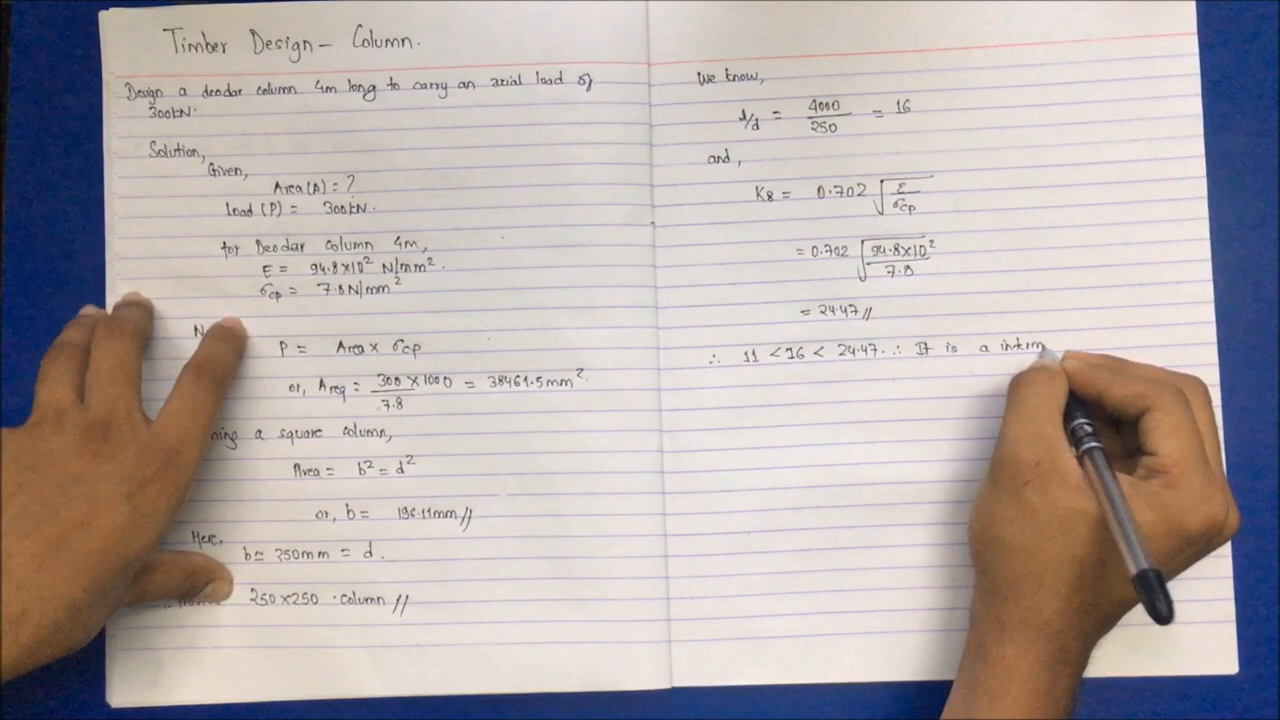 Timber Design - Column.
Design a deodar column 4m long to carry an axial load of
300kN.
Solution,
Given,
Area(A) = ?
Load (P) = 300kN.
for Deodar column 4m,
E = 94.8×10² N/mm².
σcp = 7.8N/mm²
N
P = Area× σcp
or, Areq = 300×1000/7.8 = 38461.5mm².
ing a square column,
Area = b² = d²
or, b = 196.11mm//
Here,
b≃ 250mm = d.
250×250 column //
We know,
l/d = 4000/250 = 16
and,
K8 = 0.702 √(E/σcp)
= 0.702 √(94.8×10²/7.8)
= 24.47//
∴ 11 <16 < 24.47. ∴ It is a interm